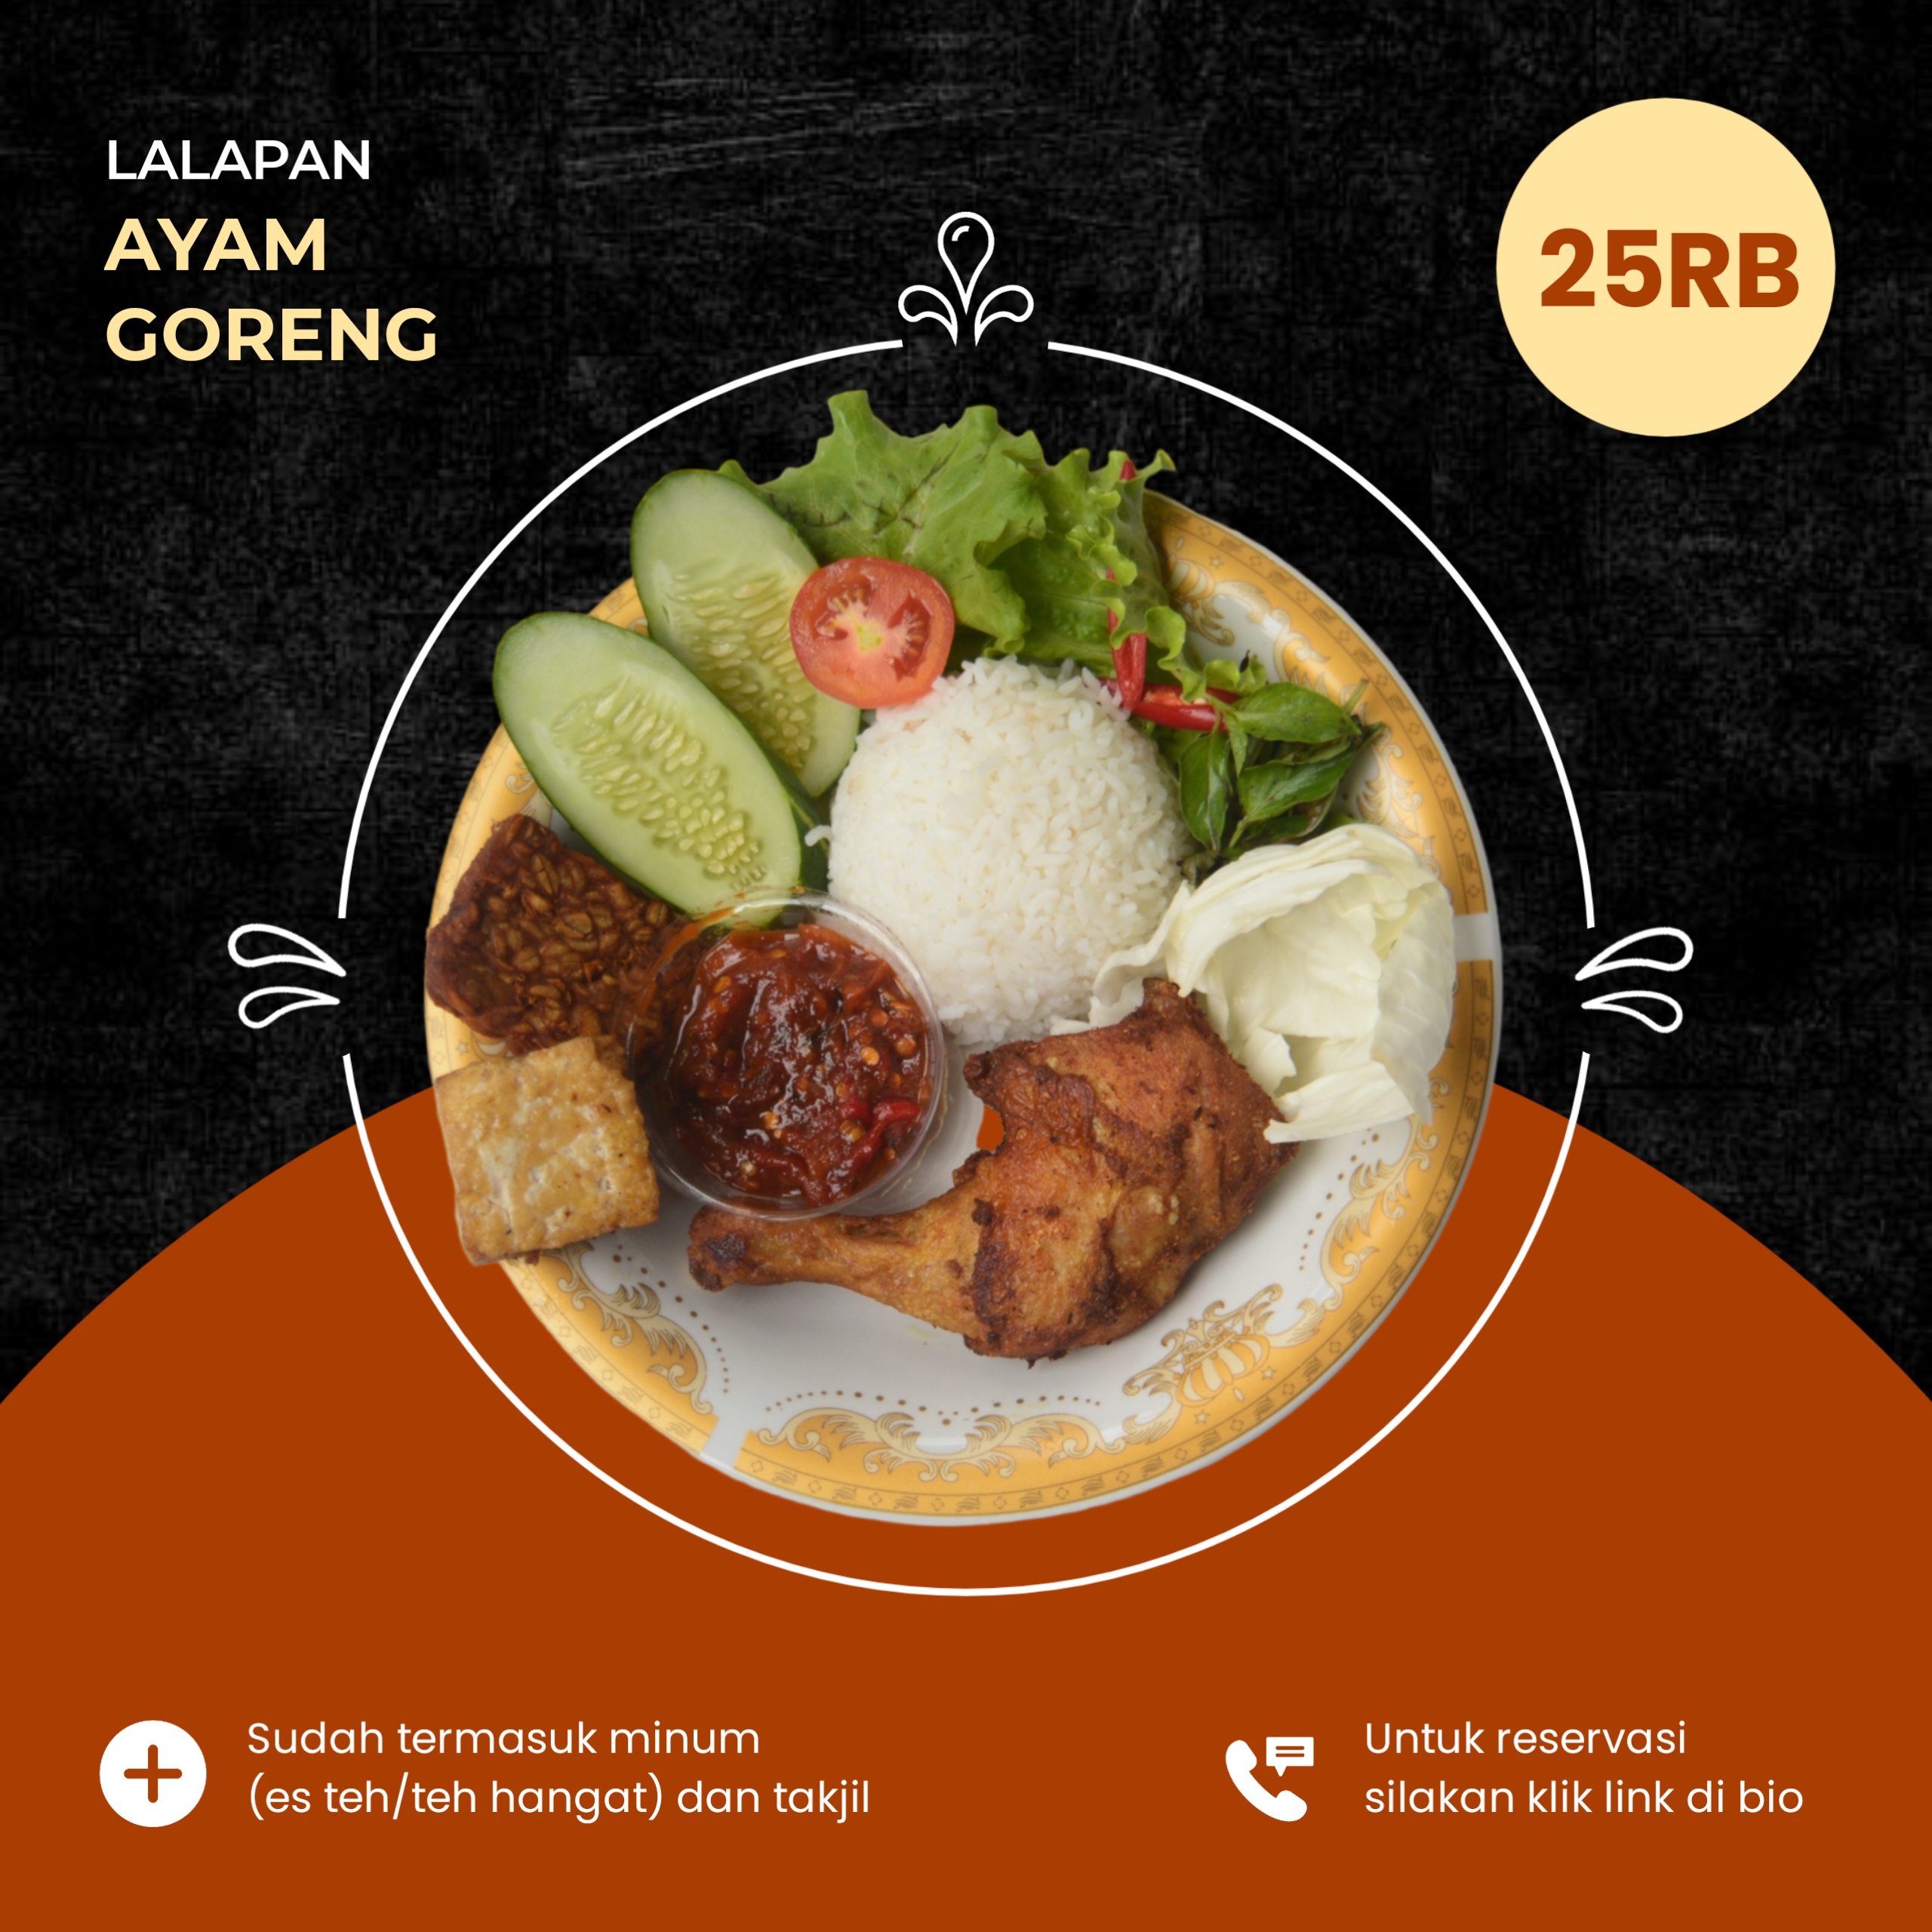 LALAPAN
AYAM
GORENG
25RB
Sudah termasuk minum
(es teh/teh hangat) dan takjil
Untuk reservasi
silakan klik link di bio